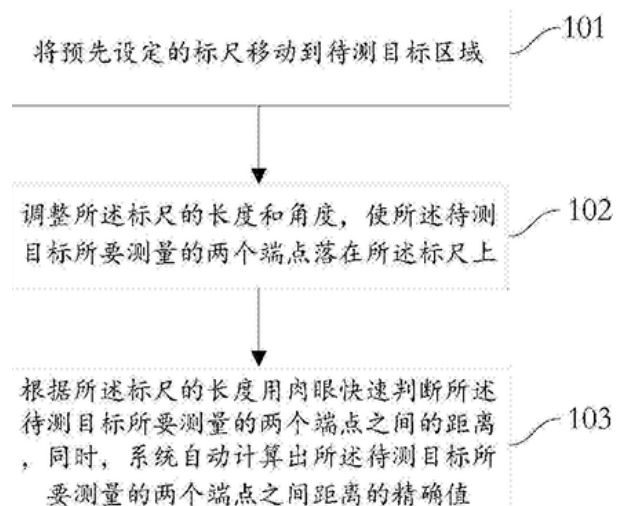 将预先设定的标尺移动到待测目标区域
101
调整所述标尺的长度和角度，使所述待测
目标所要测量的两个端点落在所述标尺上
102
根据所述标尺的长度用肉眼快速判断所述
待测目标所要测量的两个端点之间的距离
，同时，系统自动计算出所述待测目标所
要测量的两个端点之间距离的精确值
103